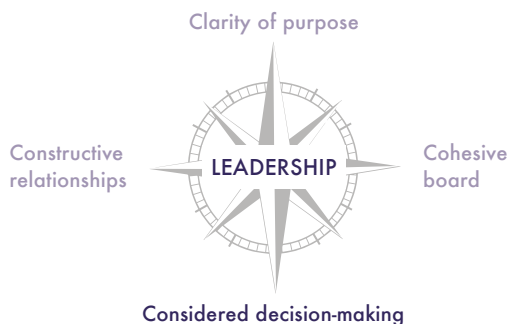 Clarity of purpose
Constructive
relationships
LEADERSHIP
Cohesive
board
Considered decision-making